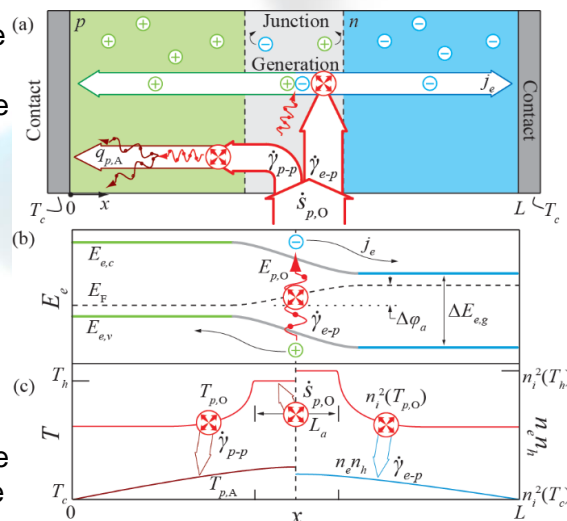 e
e
e
e
(a)
p
Junction
n
Generation
Contact
Contact
j_e
q_{p,A}
γ̇_{p-p}
γ̇_{e-p}
ṡ_{p,O}
T_c
0
x
L
T_c
(b)
E_e
E_{e,c}
E_F
E_{e,v}
E_{p,O}
j_e
γ̇_{e-p}
Δφ_a
ΔE_{e,g}
(c)
T
T_h
T_c
T_{p,O}
ṡ_{p,O}
L_a
n_i^2(T_{p,O})
γ̇_{p-p}
T_{p,A}
n_e n_h
γ̇_{e-p}
n_i^2(T_h)
n_e n_h
n_i^2(T_c)
0
x
L